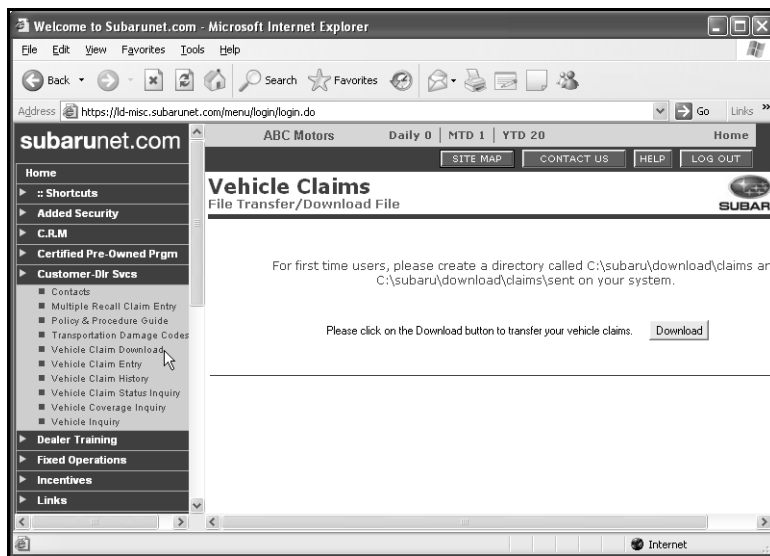 Welcome to Subarunet.com - Microsoft Internet Explorer
File Edit View Favorites Tools Help
Back Search Favorites
Address https://ld-misc.subarunet.com/menu/login/login.do Go Links »
subarunet.com
ABC Motors Daily 0 | MTD 1 | YTD 20 Home
SITE MAP CONTACT US HELP LOG OUT
Home
:: Shortcuts
Added Security
C.R.M
Certified Pre-Owned Prgm
Customer-Dlr Svcs
Contacts
Multiple Recall Claim Entry
Policy & Procedure Guide
Transportation Damage Codes
Vehicle Claim Download
Vehicle Claim Entry
Vehicle Claim History
Vehicle Claim Status Inquiry
Vehicle Coverage Inquiry
Vehicle Inquiry
Dealer Training
Fixed Operations
Incentives
Links
Vehicle Claims
File Transfer/Download File
SUBAR
For first time users, please create a directory called C:\subaru\download\claims ar
C:\subaru\download\claims\sent on your system.
Please click on the Download button to transfer your vehicle claims. Download
Internet